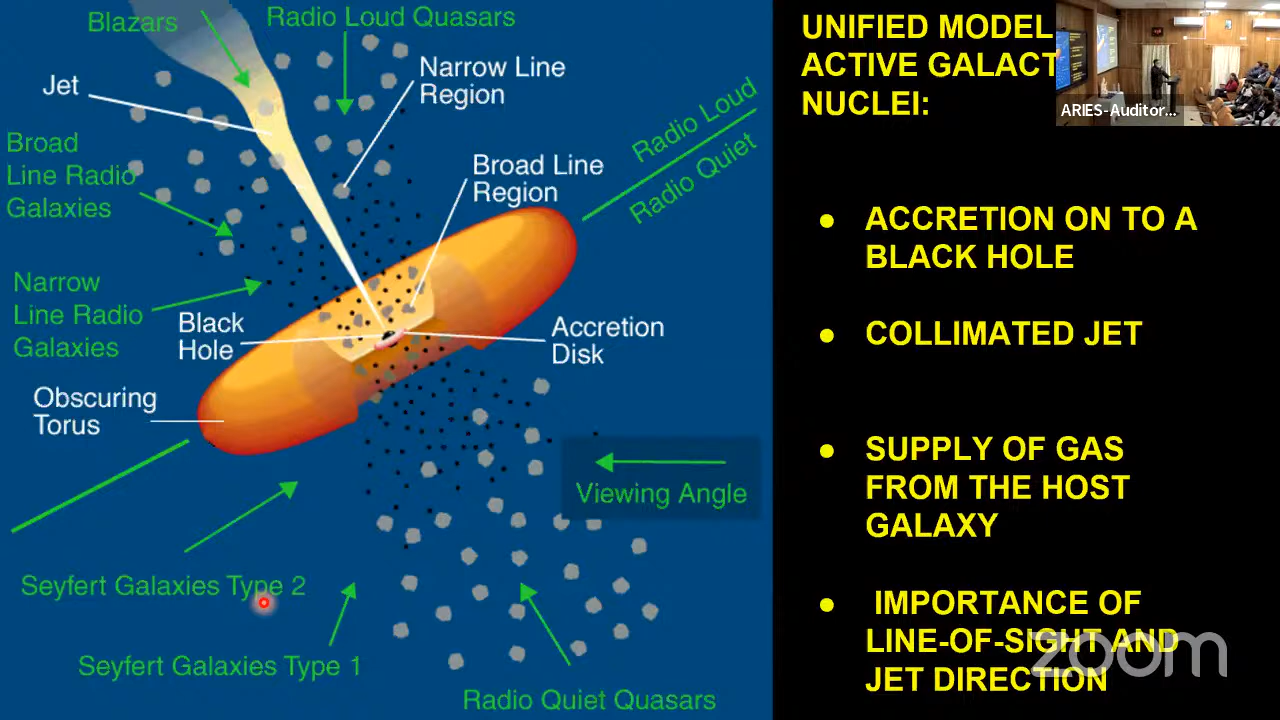 Blazars
Radio Loud Quasars
Jet
Narrow Line
Region
Broad
Line Radio
Galaxies
Broad Line
Region
Radio Loud
Radio Quiet
Narrow
Line Radio
Galaxies
Black
Hole
Accretion
Disk
Obscuring
Torus
Viewing Angle
Seyfert Galaxies Type 2
Seyfert Galaxies Type 1
Radio Quiet Quasars
UNIFIED MODEL
ACTIVE GALACT
NUCLEI:
ARIES-Auditor...
● ACCRETION ON TO A
BLACK HOLE
● COLLIMATED JET
● SUPPLY OF GAS
FROM THE HOST
GALAXY
● IMPORTANCE OF
LINE-OF-SIGHT AND
JET DIRECTION
zoom